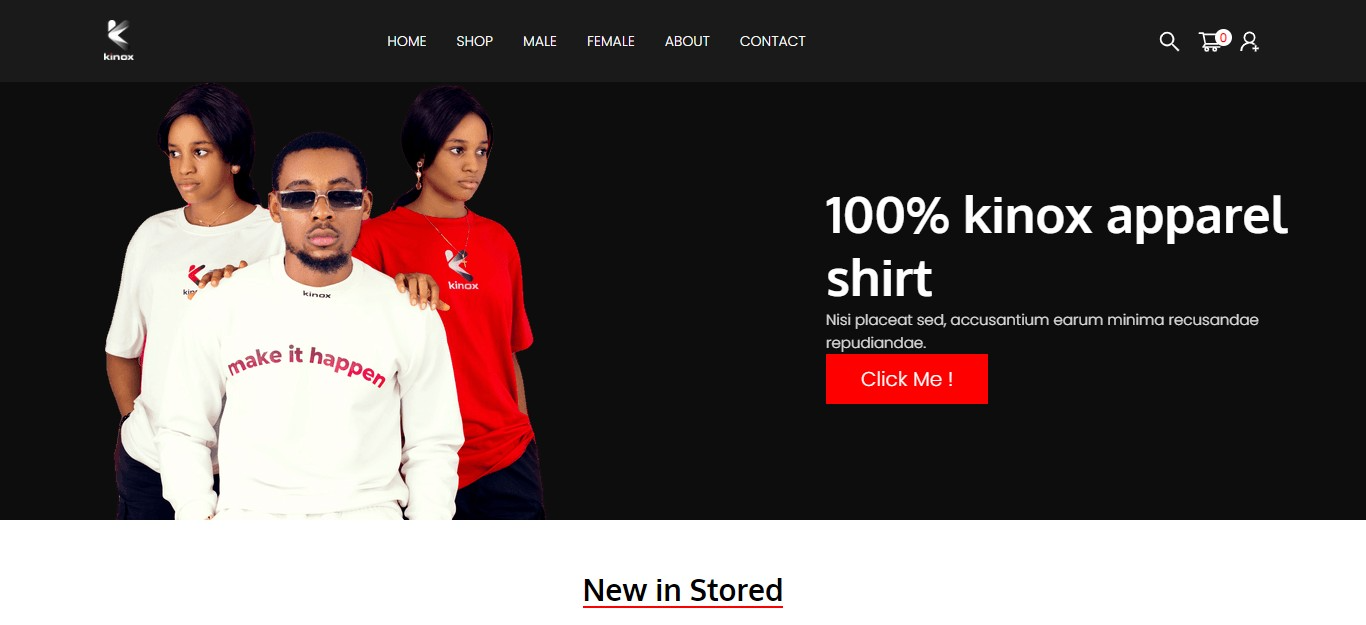 kinox
HOME SHOP MALE FEMALE ABOUT CONTACT
0
kinox
kinox
make it happen
100% kinox apparel
shirt
Nisi placeat sed, accusantium earum minima recusandae
repudiandae.
Click Me !
New in Stored